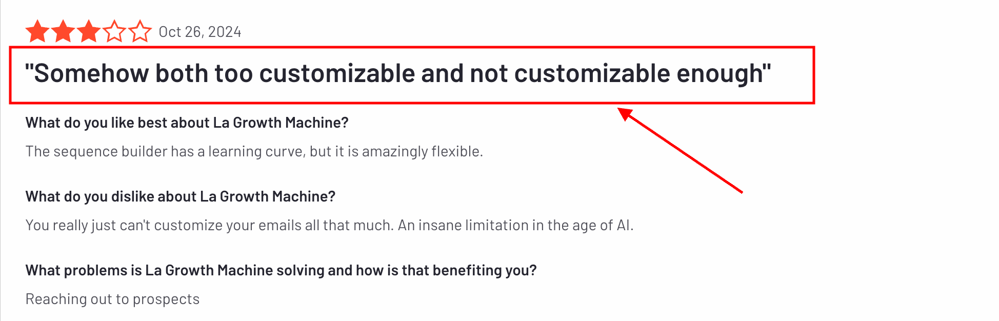 Oct 26, 2024
"Somehow both too customizable and not customizable enough"
What do you like best about La Growth Machine?
The sequence builder has a learning curve, but it is amazingly flexible.
What do you dislike about La Growth Machine?
You really just can't customize your emails all that much. An insane limitation in the age of AI.
What problems is La Growth Machine solving and how is that benefiting you?
Reaching out to prospects